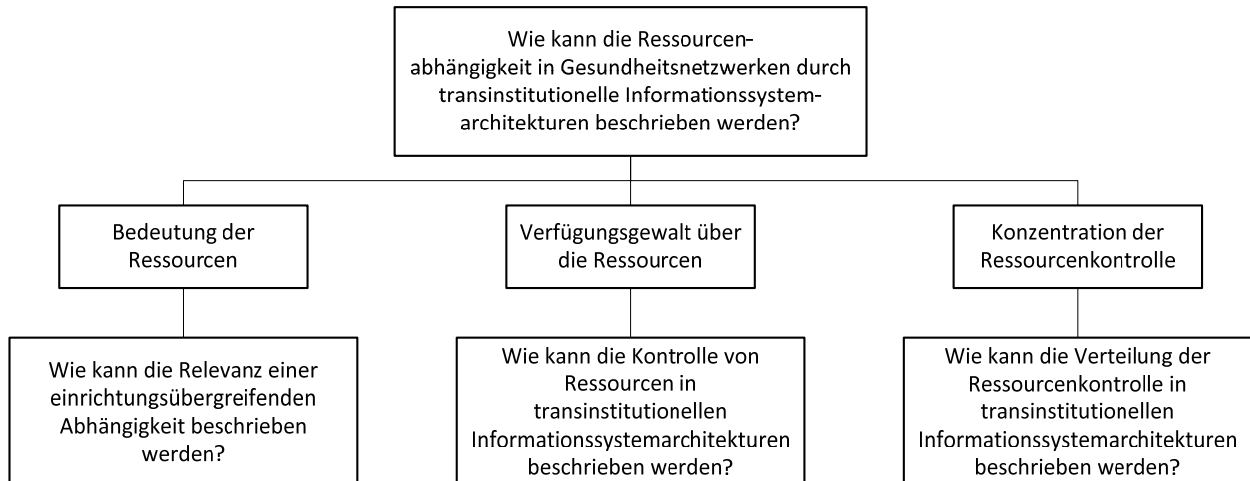 Wie kann die Ressourcen-
abhängigkeit in Gesundheitsnetzwerken durch
transinstitutionelle Informationssystem-
architekturen beschrieben werden?
Bedeutung der
Ressourcen
Verfügungsgewalt über
die Ressourcen
Konzentration der
Ressourcenkontrolle
Wie kann die Relevanz einer
einrichtungsübergreifenden
Abhängigkeit beschrieben
werden?
Wie kann die Kontrolle von
Ressourcen in
transinstitutionellen
Informationssystemarchitekturen
beschrieben werden?
Wie kann die Verteilung der
Ressourcenkontrolle in
transinstitutionellen
Informationssystemarchitekturen
beschrieben werden?